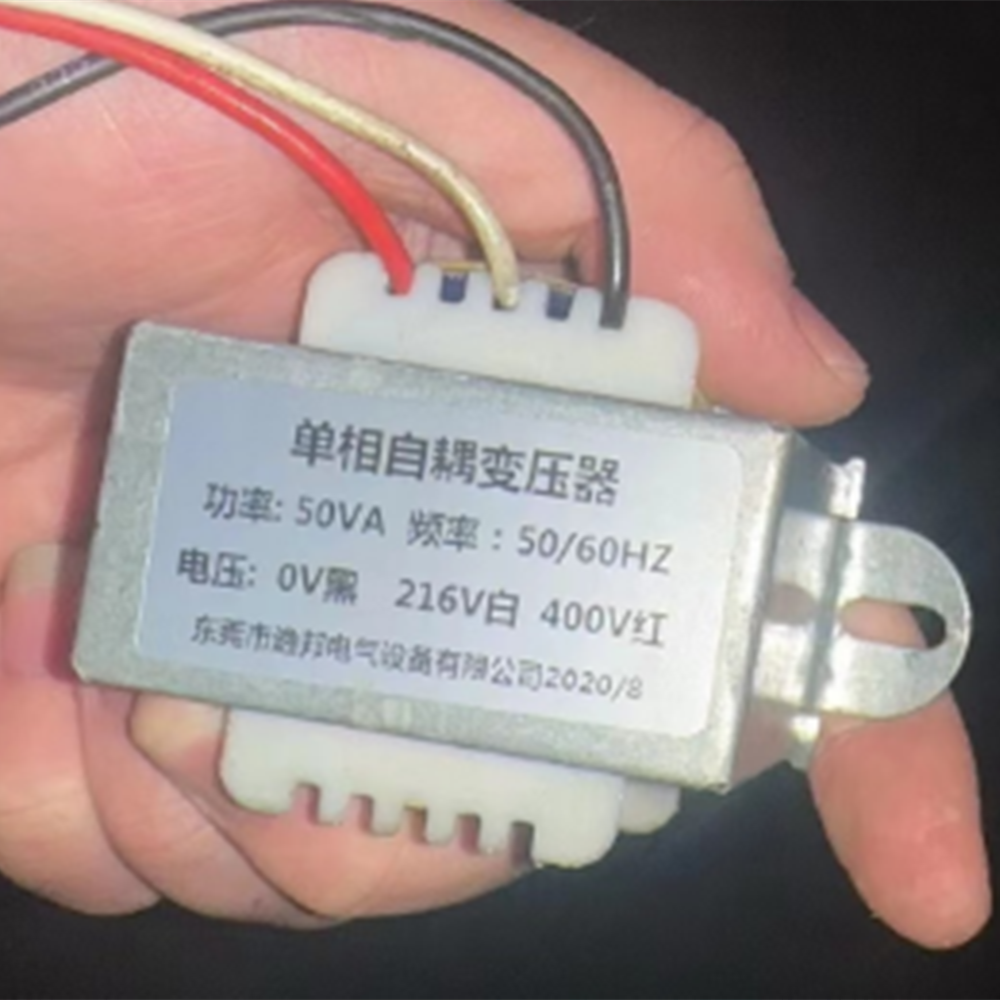 单相自耦变压器
功率: 50VA 频率：50/60HZ
电压: 0V黑 216V白 400V红
东莞市逸邦电气设备有限公司2020/8